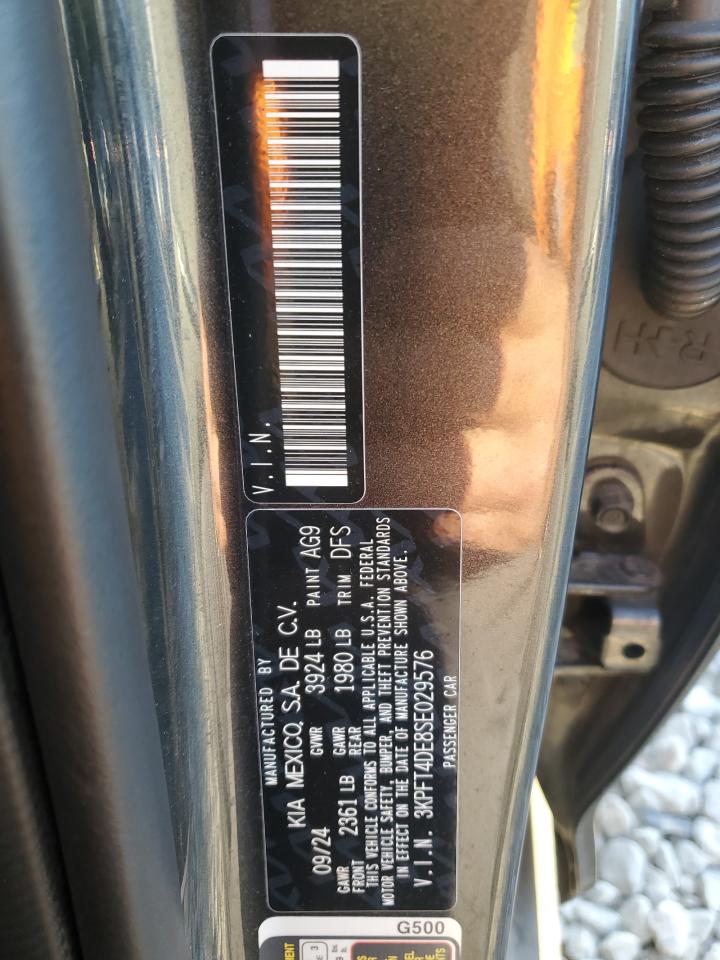 V.I.N.
MANUFACTURED BY
KIA MEXICO, S.A. DE C.V.
09/24 GVWR 3924 LB PAINT AG9
GAWR FRONT 2361 LB GAWR REAR 1980 LB TRIM DFS
THIS VEHICLE CONFORMS TO ALL APPLICABLE U.S.A. FEDERAL
MOTOR VEHICLE SAFETY, BUMPER, AND THEFT PREVENTION STANDARDS
IN EFFECT ON THE DATE OF MANUFACTURE SHOWN ABOVE.
V.I.N. 3KPFT4DE8SE029576
PASSENGER CAR
G500